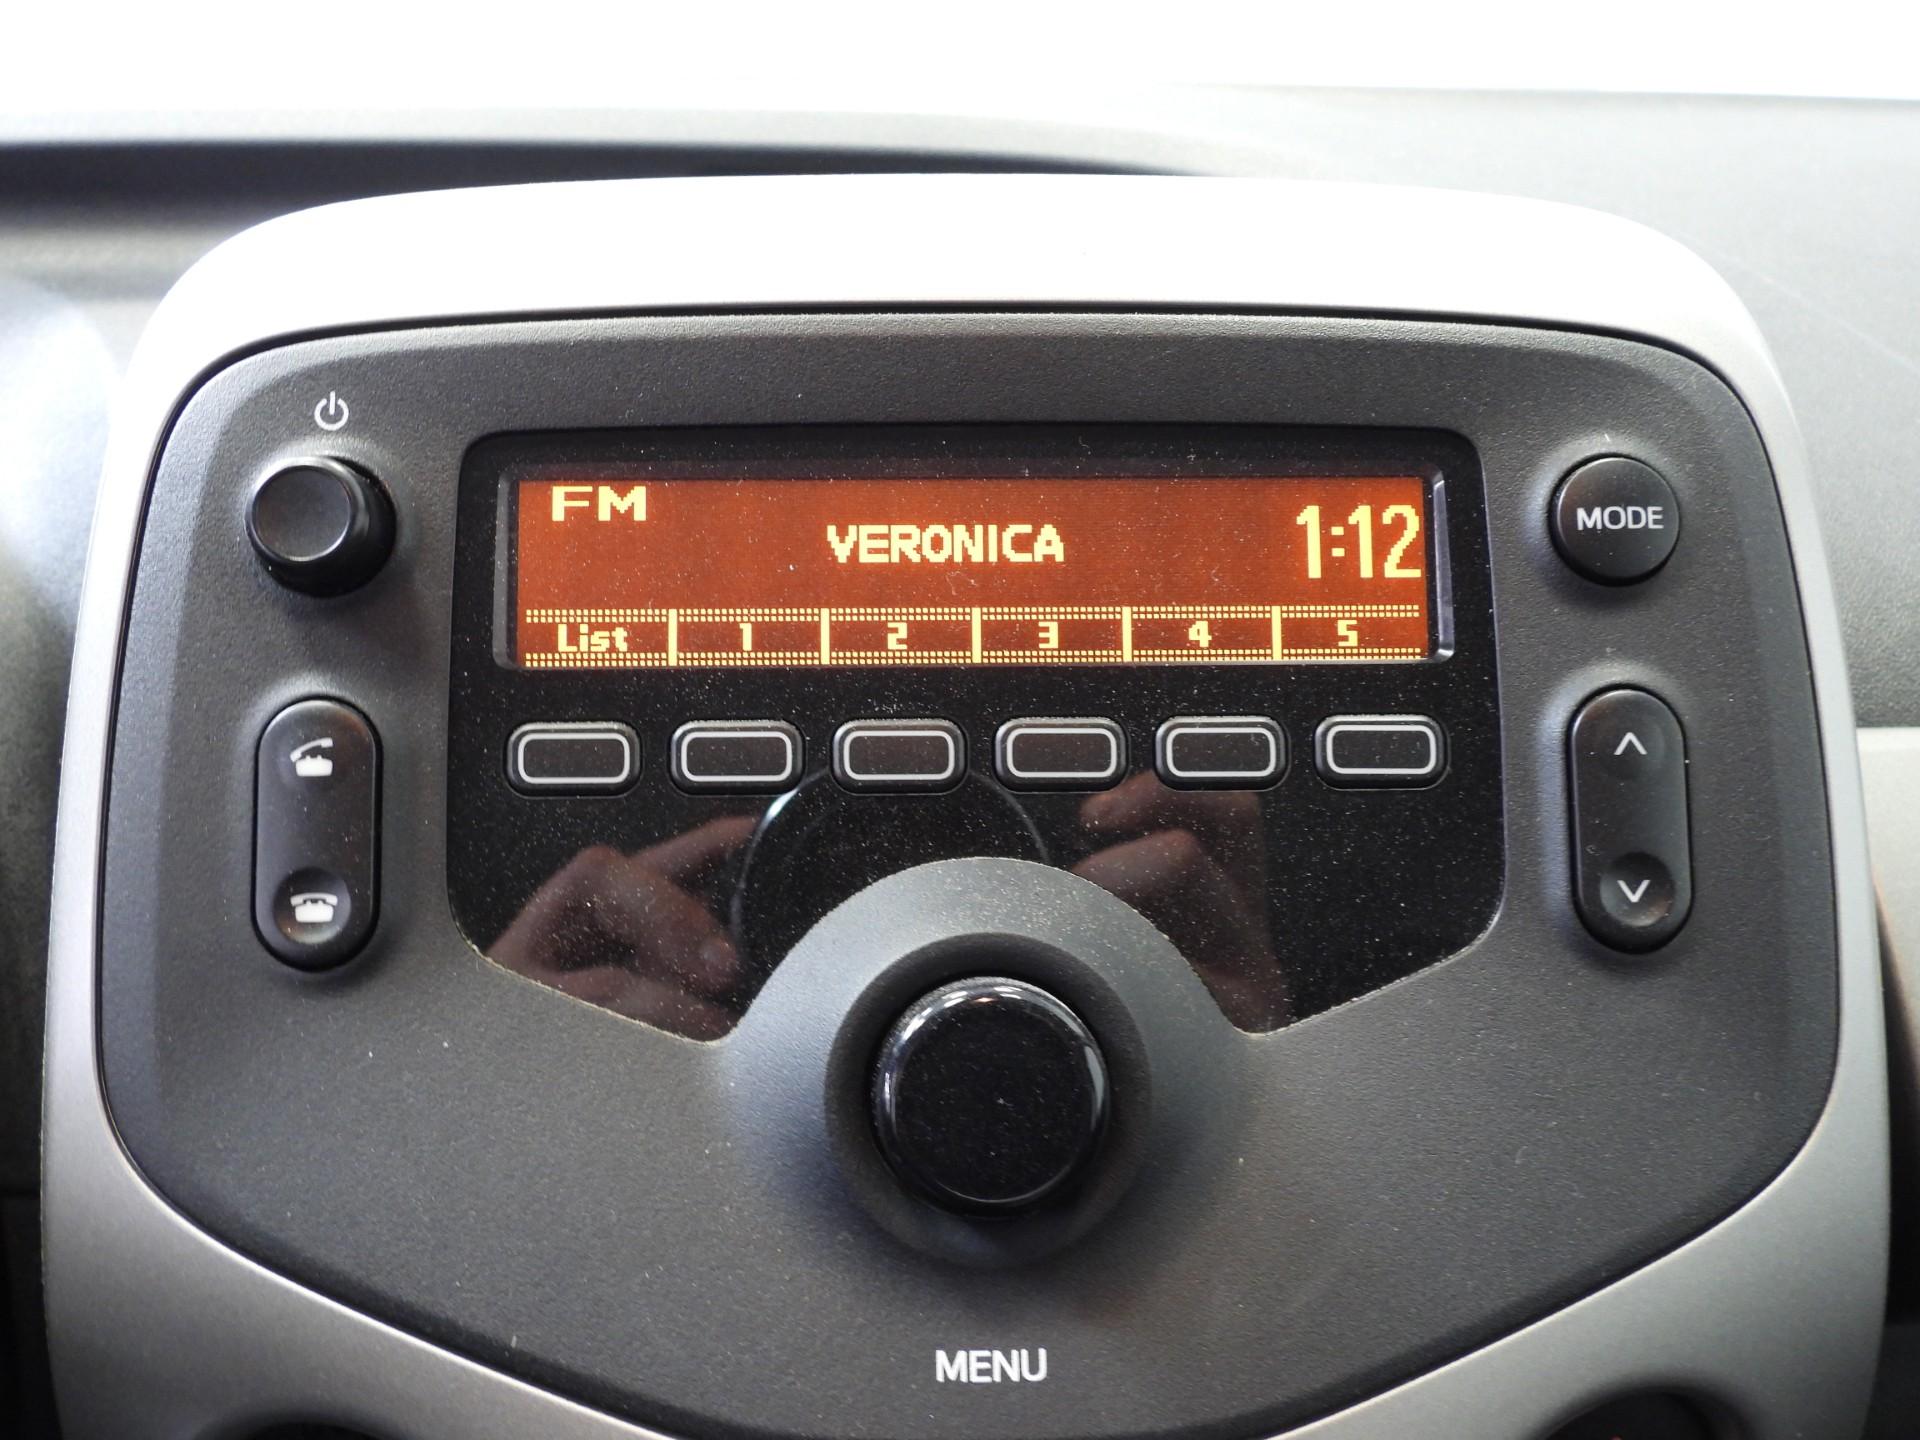 FM
VERONICA
1:12
MODE
List 1 2 3 4 5
MENU